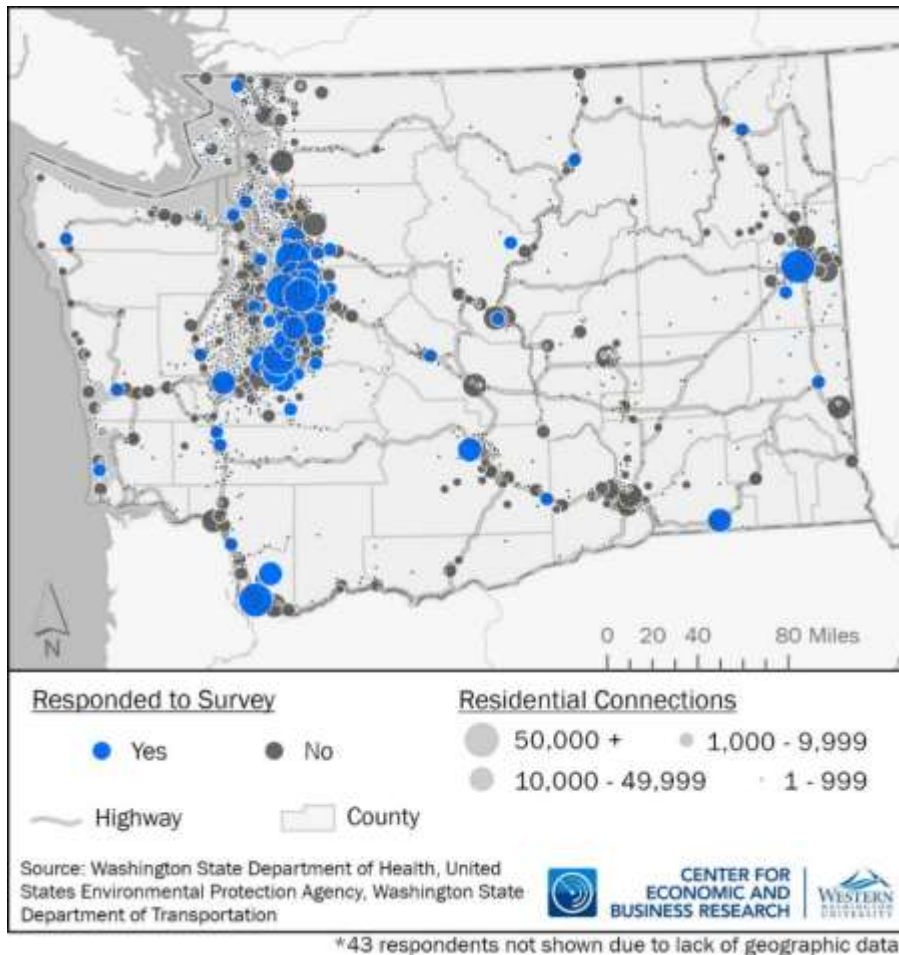 N
0 20 40 80 Miles
Responded to Survey
Yes
No
Highway
County
Residential Connections
50,000 +
1,000 - 9,999
10,000 - 49,999
1 - 999
Source: Washington State Department of Health, United
States Environmental Protection Agency, Washington State
Department of Transportation
CENTER FOR
ECONOMIC AND
BUSINESS RESEARCH
WESTERN
WASHINGTON
UNIVERSITY
*43 respondents not shown due to lack of geographic data